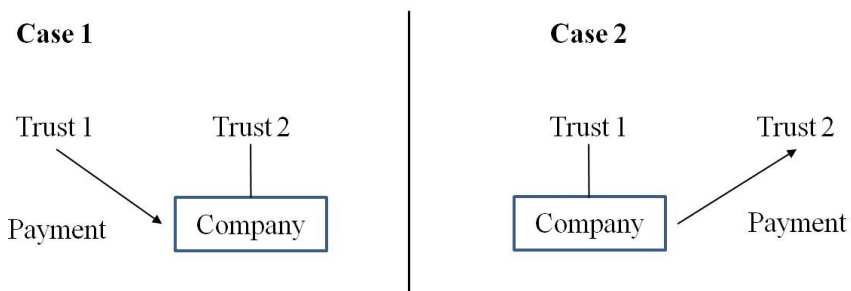 Case 1
Trust 1
Trust 2
Payment
Company
Case 2
Trust 1
Trust 2
Company
Payment